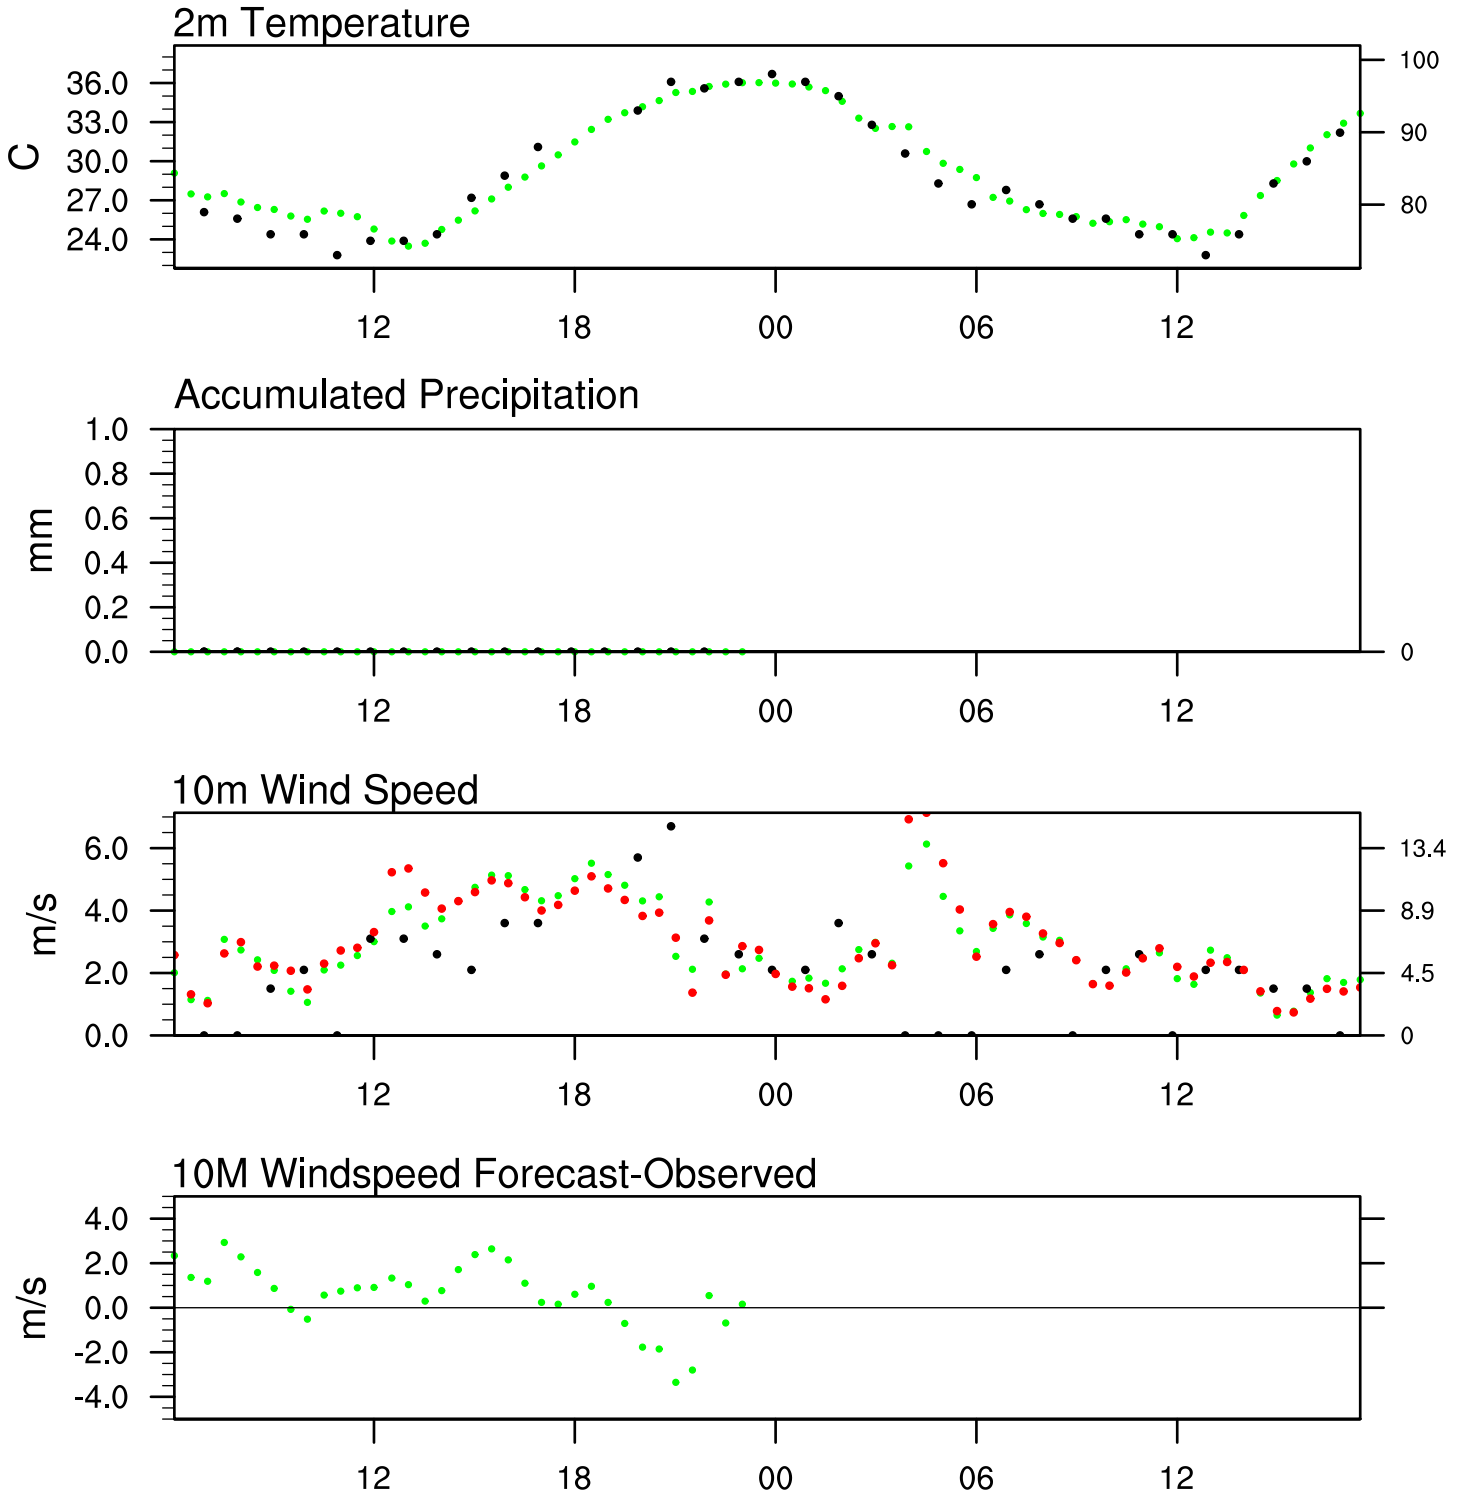 2m Temperature
36.0
33.0
30.0
27.0
24.0
C
100
90
80
12 18 00 06 12
Accumulated Precipitation
1.0
0.8
0.6
0.4
0.2
0.0
mm
0
12 18 00 06 12
10m Wind Speed
6.0
4.0
2.0
0.0
m/s
13.4
8.9
4.5
0
12 18 00 06 12
10M Windspeed Forecast-Observed
4.0
2.0
0.0
-2.0
-4.0
m/s
12 18 00 06 12